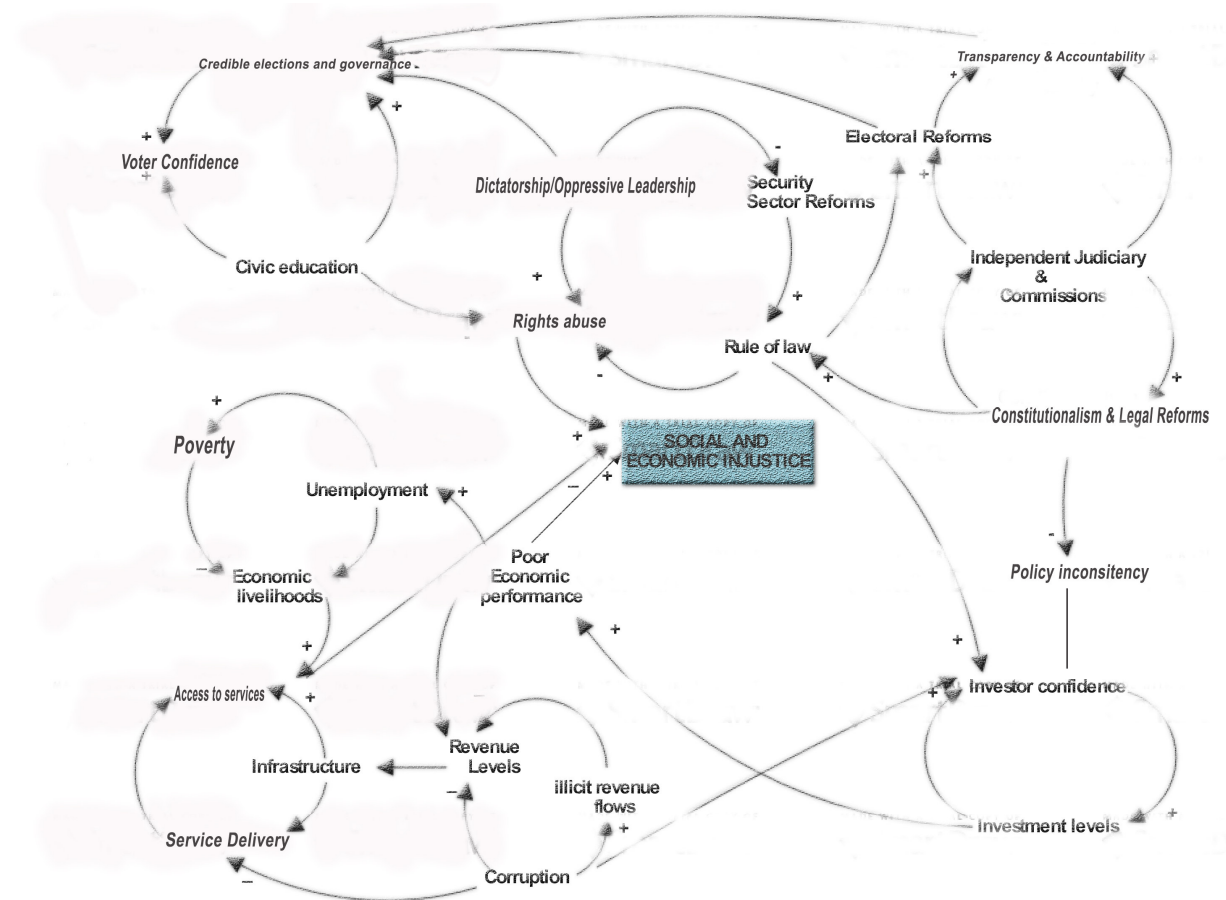 Credible elections and governance
Transparency & Accountability +
+
+
Electoral Reforms
+
-
Voter Confidence
+
+
Dictatorship/Oppressive Leadership
Security
Sector Reforms
Civic education
Independent Judiciary
&
Commissions
+
+
Rights abuse
-
Rule of law
-
+
+
Constitutionalism & Legal Reforms
+
Poverty
+
SOCIAL AND
ECONOMIC INJUSTICE
+
–
Unemployment
+
-
Poor
Economic
performance
–
Economic
livelihoods
Policy inconsitency
+
+
+
Access to services
+
–
+
Investor confidence
Revenue
Levels
Infrastructure
illicit revenue
flows
–
+
+
Investment levels
Service Delivery
–
Corruption